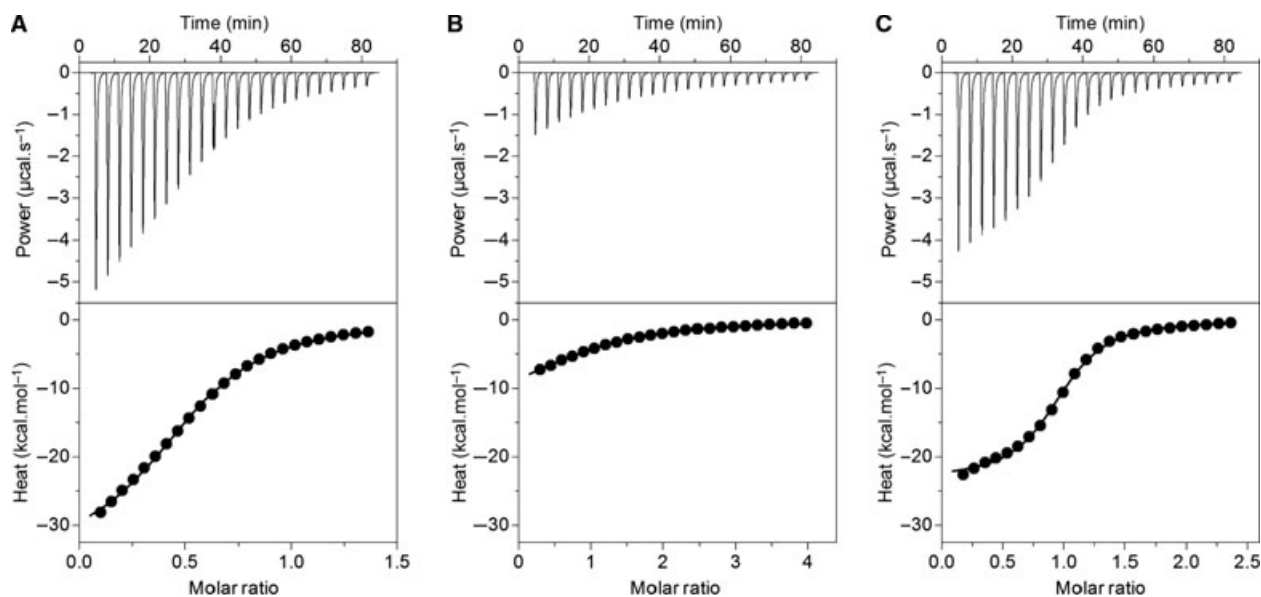 A
Time (min)
0 20 40 60 80
0
–1
–2
–3
–4
–5
Power (µcal.s⁻¹)
0
–10
–20
–30
Heat (kcal.mol⁻¹)
0.0 0.5 1.0 1.5
Molar ratio
B
Time (min)
0 20 40 60 80
0
–1
–2
–3
–4
–5
Power (µcal.s⁻¹)
0
–10
–20
–30
Heat (kcal.mol⁻¹)
0 1 2 3 4
Molar ratio
C
Time (min)
0 20 40 60 80
0
–1
–2
–3
–4
–5
Power (µcal.s⁻¹)
0
–10
–20
–30
Heat (kcal.mol⁻¹)
0.0 0.5 1.0 1.5 2.0 2.5
Molar ratio